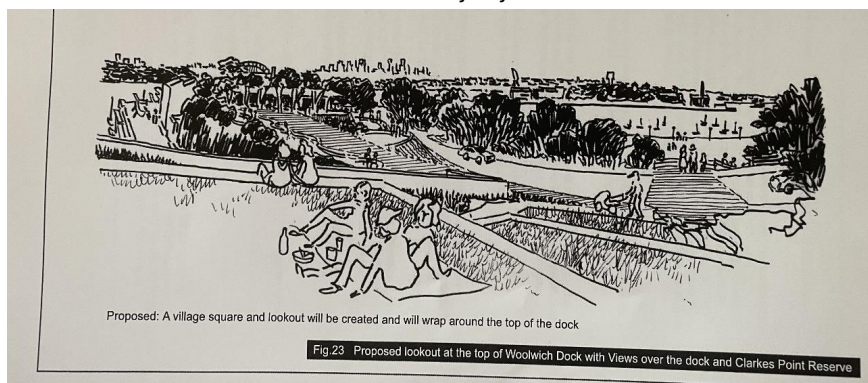 Proposed: A village square and lookout will be created and will wrap around the top of the dock
Fig.23 Proposed lookout at the top of Woolwich Dock with Views over the dock and Clarkes Point Reserve